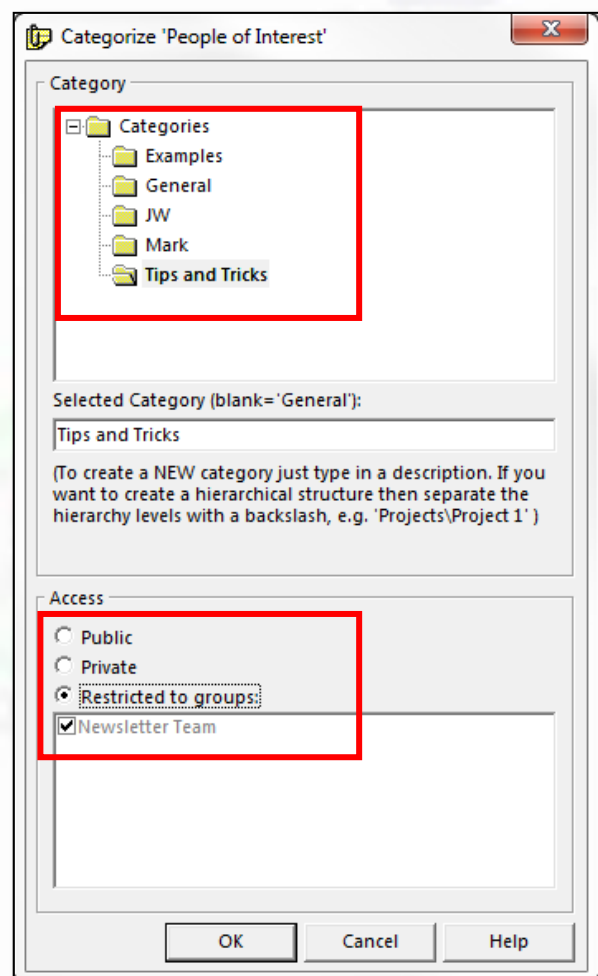 Categorize 'People of Interest'
Category
Categories
Examples
General
JW
Mark
Tips and Tricks
Selected Category (blank='General'):
Tips and Tricks
(To create a NEW category just type in a description. If you
want to create a hierarchical structure then separate the
hierarchy levels with a backslash, e.g. 'Projects\Project 1' )
Access
Public
Private
Restricted to groups:
Newsletter Team
OK Cancel Help